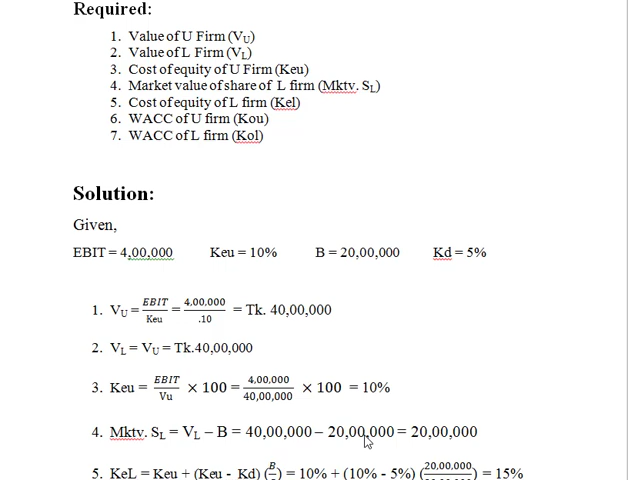 Required:
1. Value of U Firm (VU)
2. Value of L Firm (VL)
3. Cost of equity of U Firm (Keu)
4. Market value of share of L firm (Mktv. SL)
5. Cost of equity of L firm (Kel)
6. WACC of U firm (Kou)
7. WACC of L firm (Kol)
Solution:
Given,
EBIT = 4,00,000 Keu = 10% B = 20,00,000 Kd = 5%
1. VU = EBIT/Keu = 4,00,000/.10 = Tk. 40,00,000
2. VL = VU = Tk.40,00,000
3. Keu = EBIT/Vu × 100 = 4,00,000/40,00,000 × 100 = 10%
4. Mktv. SL = VL – B = 40,00,000 – 20,00,000 = 20,00,000
5. KeL = Keu + (Keu - Kd) (B/) = 10% + (10% - 5%) (20,00,000/) = 15%